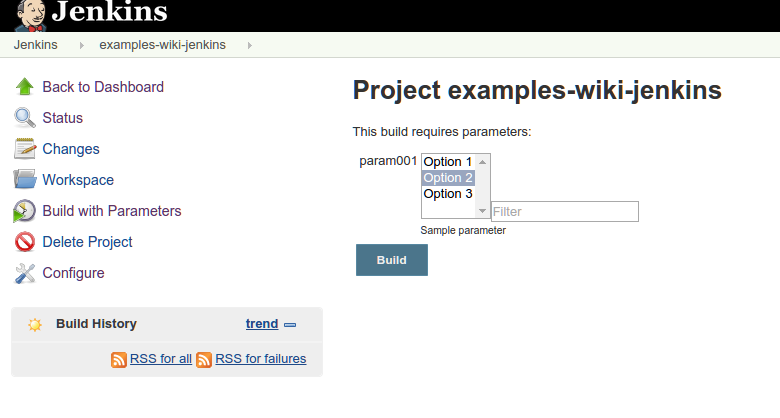 Jenkins
Jenkins examples-wiki-jenkins
Back to Dashboard
Status
Changes
Workspace
Build with Parameters
Delete Project
Configure
Build History trend
RSS for all RSS for failures
Project examples-wiki-jenkins
This build requires parameters:
param001 Option 1
Option 2
Option 3
Filter
Sample parameter
Build